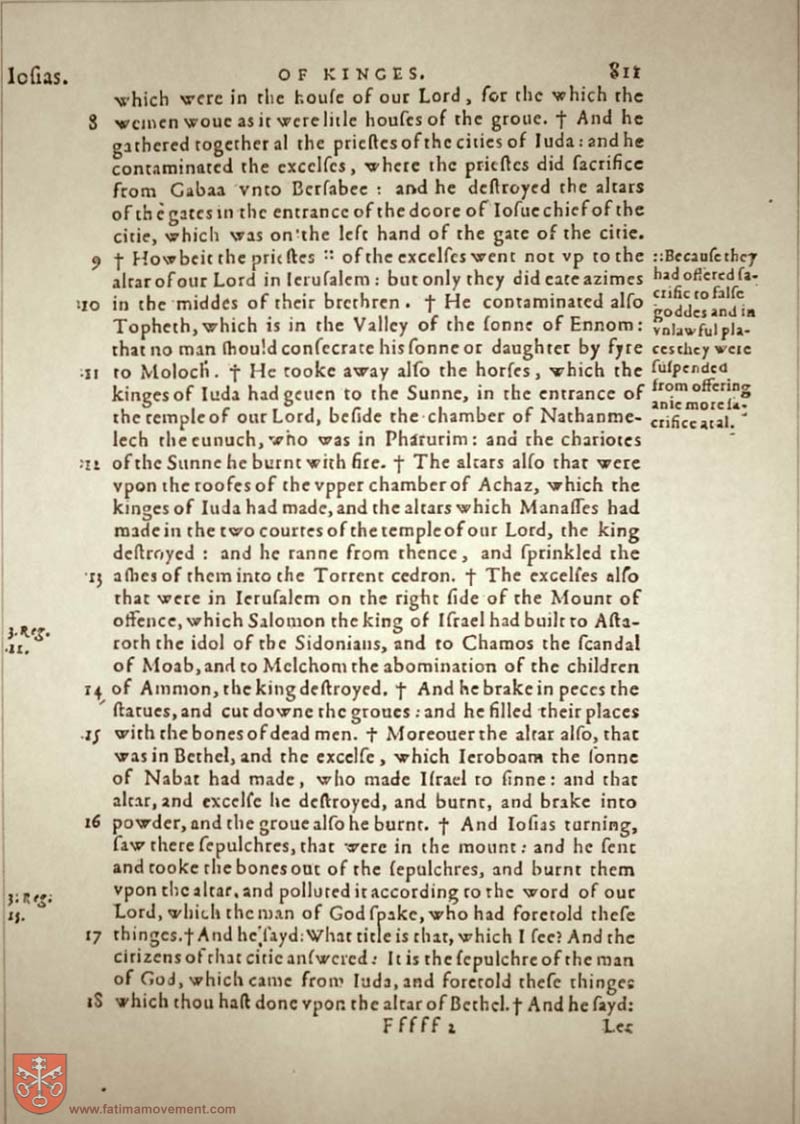 Iosias. OF KINGES. 811
which were in the house of our Lord, for the which the
8 wemen woue as it were litle houses of the groue. † And he
gathered together al the priestes of the cities of Iuda: and he
contaminated the excelses, where the priestes did sacrifice
from Gabaa vnto Bersabee: and he destroyed the altars
of the gates in the entrance of the doore of Iosue chief of the
citie, which was on the left hand of the gate of the citie.
9 † Howbeit the priestes :: of the excelses went not vp to the
altar of our Lord in Ierusalem: but only they did eate azimes
10 in the middes of their brethren. † He contaminated also
Topheth, which is in the Valley of the sonne of Ennom:
that no man should consecrate his sonne or daughter by fyre
11 to Moloch. † He tooke away also the horses, which the
kinges of Iuda had geuen to the Sunne, in the entrance of
the temple of our Lord, beside the chamber of Nathanme-
lech the eunuch, who was in Pharurim: and the chariotes
12 of the Sunne he burnt with fire. † The altars also that were
vpon the roofes of the vpper chamber of Achaz, which the
kinges of Iuda had made, and the altars which Manasses had
made in the two courtes of the temple of our Lord, the king
destroyed: and he ranne from thence, and sprinkled the
13 ashes of them into the Torrent cedron. † The excelses also
that were in Ierusalem on the right side of the Mount of
offence, which Salomon the king of Israel had built to Asta-
roth the idol of the Sidonians, and to Chamos the scandal
of Moab, and to Melchom the abomination of the children
14 of Ammon, the king destroyed. † And he brake in peces the
statues, and cut downe the groues: and he filled their places
15 with the bones of dead men. † Moreouer the altar also, that
was in Bethel, and the excelse, which Ieroboam the sonne
of Nabat had made, who made Israel to sinne: and that
altar, and excelse he destroyed, and burnt, and brake into
16 powder, and the groue also he burnt. † And Iosias turning,
saw there sepulchres, that were in the mount: and he sent
and tooke the bones out of the sepulchres, and burnt them
vpon the altar, and polluted it according to the word of our
Lord, which the man of God spake, who had foretold these
17 thinges. † And he sayd: What title is that, which I see? And the
citizens of that citie answered: It is the sepulchre of the man
of God, which came from Iuda, and foretold these thinges
18 which thou hast done vpon the altar of Bethel. † And he sayd:
Fffff 2 Let
::Because they
had offered sa-
crifie to false
goddes and in
vnlawful pla-
ces they were
suspended
from offering
anie more sa-
crifice at al.
3. Reg.
11.
3. Reg.
13.
www.fatimamovement.com